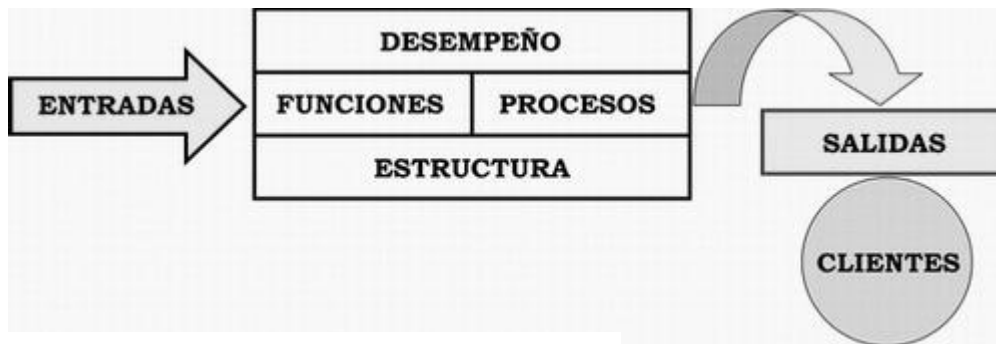 DESEMPEÑO
ENTRADAS
FUNCIONES
PROCESOS
ESTRUCTURA
SALIDAS
CLIENTES